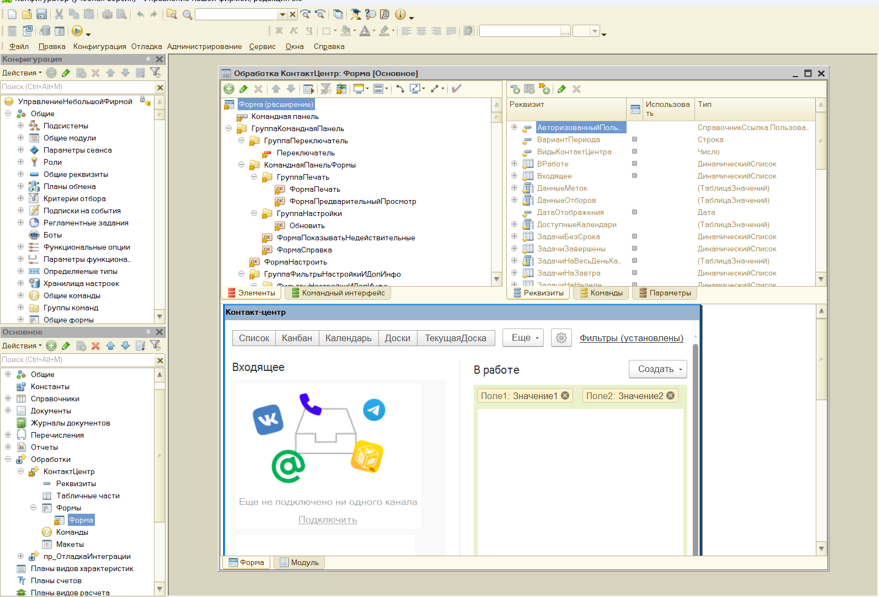 Файл Правка Конфигурация Отладка Администрирование Сервис Окна Справка
Конфигурация
Действия
Поиск (Ctrl+Alt+M)
УправлениеНебольшойФирмой
Общие
Подсистемы
Общие модули
Параметры сеанса
Роли
Общие реквизиты
Планы обмена
Критерии отбора
Подписки на события
Регламентные задания
Боты
Функциональные опции
Параметры функциона..
Определяемые типы
Хранилища настроек
Общие команды
Группы команд
Общие формы
Основное
Действия
Поиск (Ctrl+Alt+M)
Общие
Константы
Справочники
Документы
Журналы документов
Перечисления
Отчеты
Обработки
КонтактЦентр
Реквизиты
Табличные части
Формы
Форма
Команды
Макеты
пр_ОтладкаИнтеграции
Планы видов характеристик
Планы счетов
Планы видов расчета
Обработка КонтактЦентр: Форма [Основное]
Форма (расширение)
Командная панель
ГруппаКоманднаяПанель
ГруппаПереключатель
Переключатель
КоманднаяПанельФормы
ГруппаПечать
ФормаПечать
ФормаПредварительныйПросмотр
ГруппаНастройки
Обновить
ФормаПоказыватьНедействительные
ФормаСправка
ФормаНастроить
ГруппаФильтрыНастройкиИДопИнфо
Элементы Командный интерфейс
Реквизит Использовать Тип
АвторизованныйПоль.. СправочникСсылка.Пользова..
ВариантПериода Строка
ВидыКонтактЦентра Число
ВРаботе ДинамическийСписок
Входящее ДинамическийСписок
ДанныеМеток (ТаблицаЗначений)
ДанныеОтборов (ТаблицаЗначений)
ДатаОтображения Дата
ДоступныеКалендари (ТаблицаЗначений)
ЗадачиБезСрока ДинамическийСписок
ЗадачиЗавершены ДинамическийСписок
ЗадачиНаВесьДеньКа.. (ТаблицаЗначений)
ЗадачиНаЗавтра ДинамическийСписок
ЗадачиНаНеделе ДинамическийСписок
Реквизиты Команды Параметры
Контакт-центр
Список Канбан Календарь Доски ТекущаяДоска Еще Фильтры (установлены)
Входящее
Еще не подключено ни одного канала
Подключить
В работе
Создать
Поле1: Значение1 Поле2: Значение2
Форма Модуль